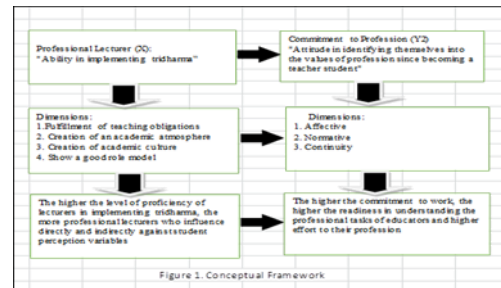 Professional Lecturer (X):
"Ability in implementing tridharma"
Commitment to Profession (Y2)
"Attitude in identifying themselves into
the values of profession since becoming a
teacher student"
Dimensions:
1.Fulfillment of teaching obligations
2. Creation of an academic atmosphere
3. Creation of academic culture
4. Show a good role model
Dimensions:
1. Affective
2. Normative
3. Continuity
The higher the level of proficiency of
lecturers in implementing tridharma, the
more professional lecturers who influence
directly and indirectly against student
perception variables
The higher the commitment to work, the
higher the readiness in understanding the
professional tasks of educators and higher
effort to their profession
Figure 1. Conceptual Framework